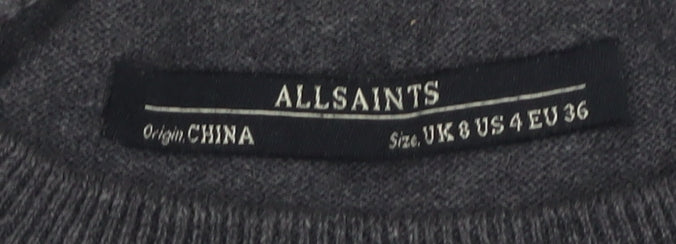 ALLSAINTS
Origin. CHINA Size. UK 8 US 4 EU 36